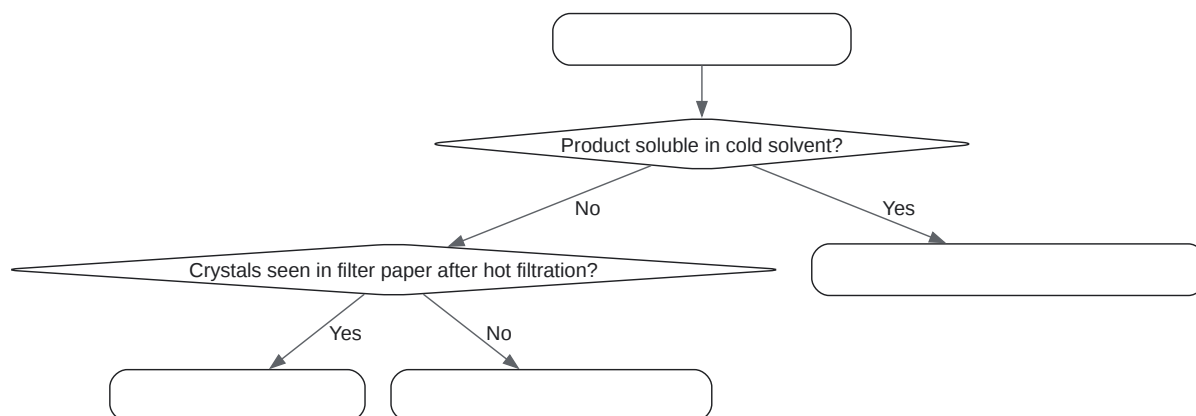 Product soluble in cold solvent?
No
Yes
Crystals seen in filter paper after hot filtration?
Yes
No